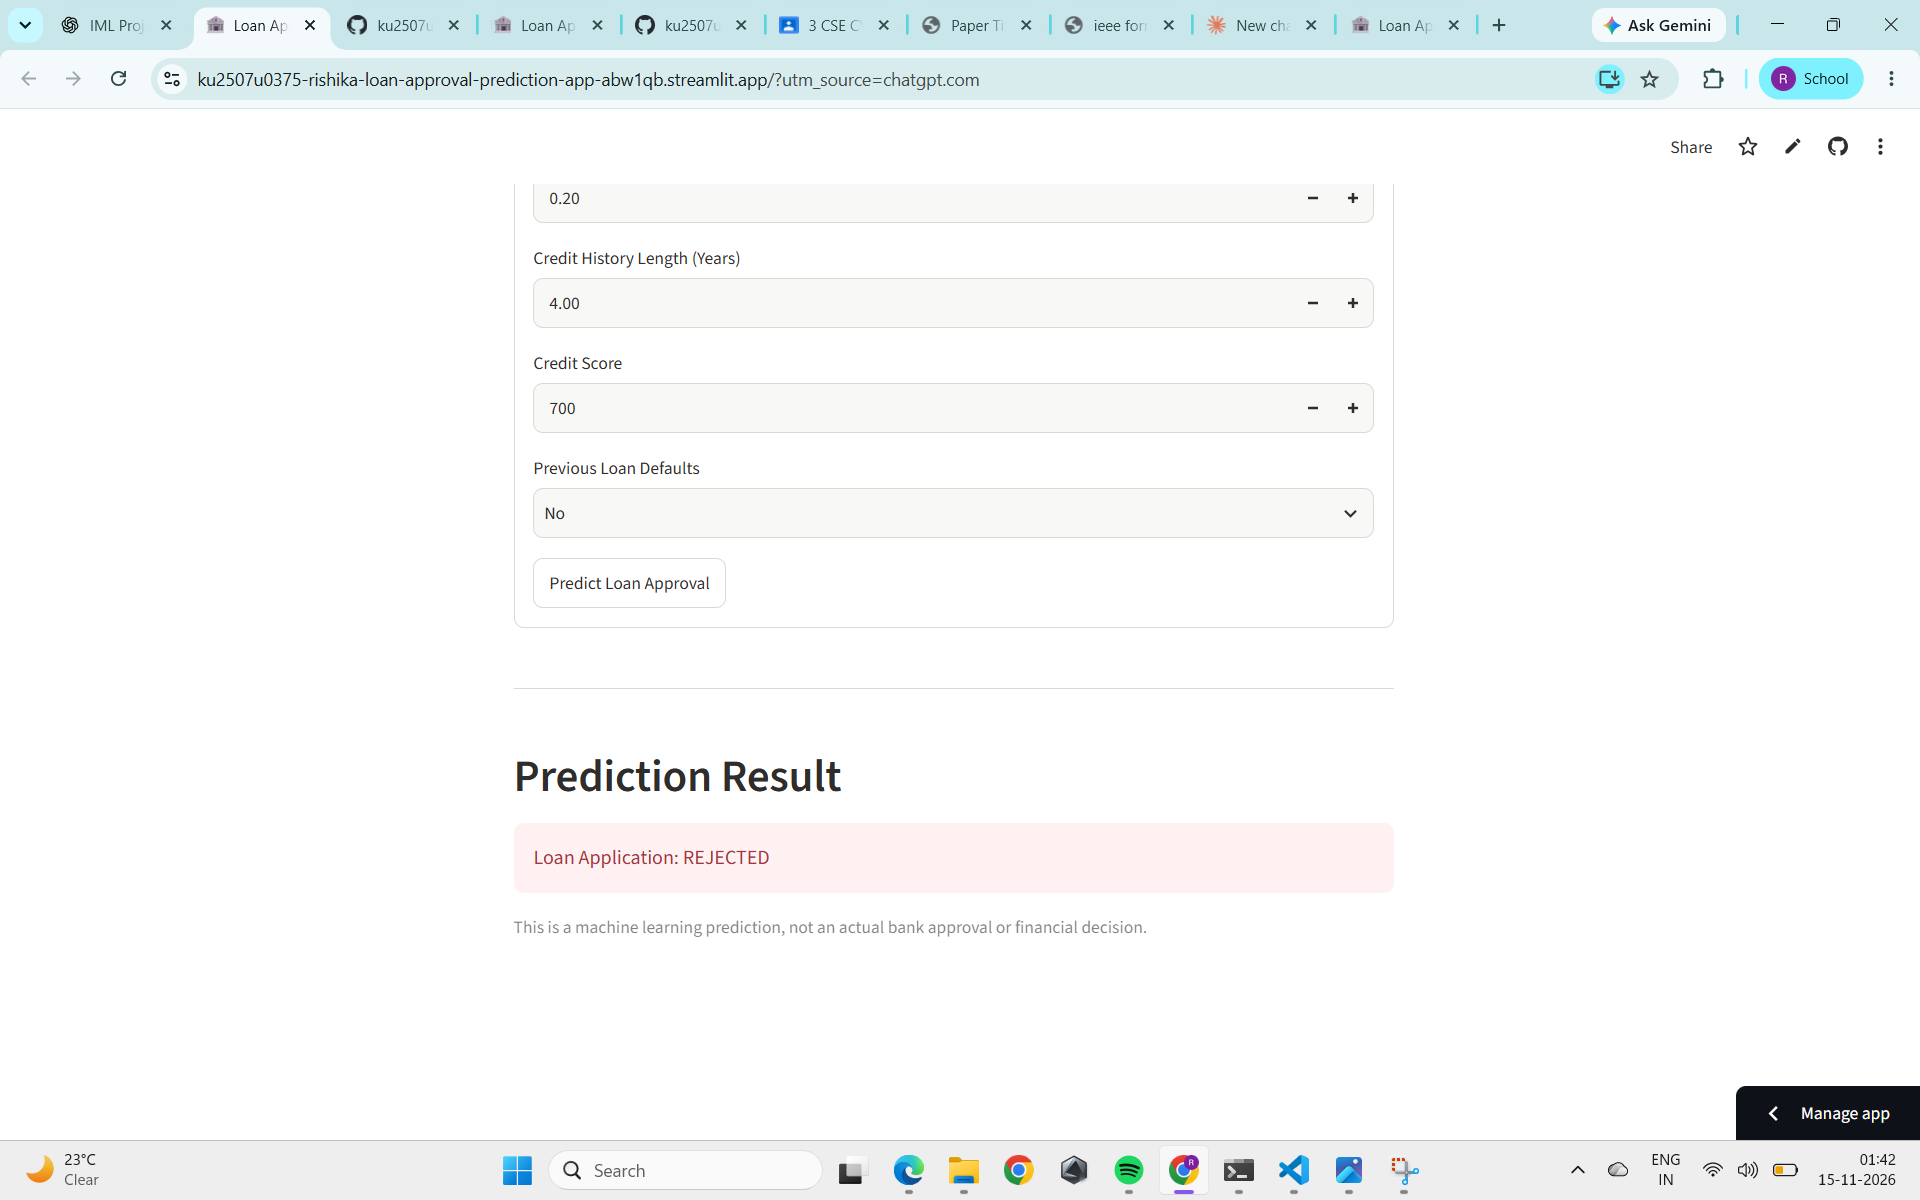 IML Proj
Loan Ap
ku2507u
Loan Ap
ku2507u
3 CSE C
Paper Ti
ieee for
New cha
Loan Ap
Ask Gemini
ku2507u0375-rishika-loan-approval-prediction-app-abw1qb.streamlit.app/?utm_source=chatgpt.com
R
School
Share
0.20
Credit History Length (Years)
4.00
Credit Score
700
Previous Loan Defaults
No
Predict Loan Approval
Prediction Result
Loan Application: REJECTED
This is a machine learning prediction, not an actual bank approval or financial decision.
Manage app
23°C
Clear
Search
R
ENG
IN
01:42
15-11-2026